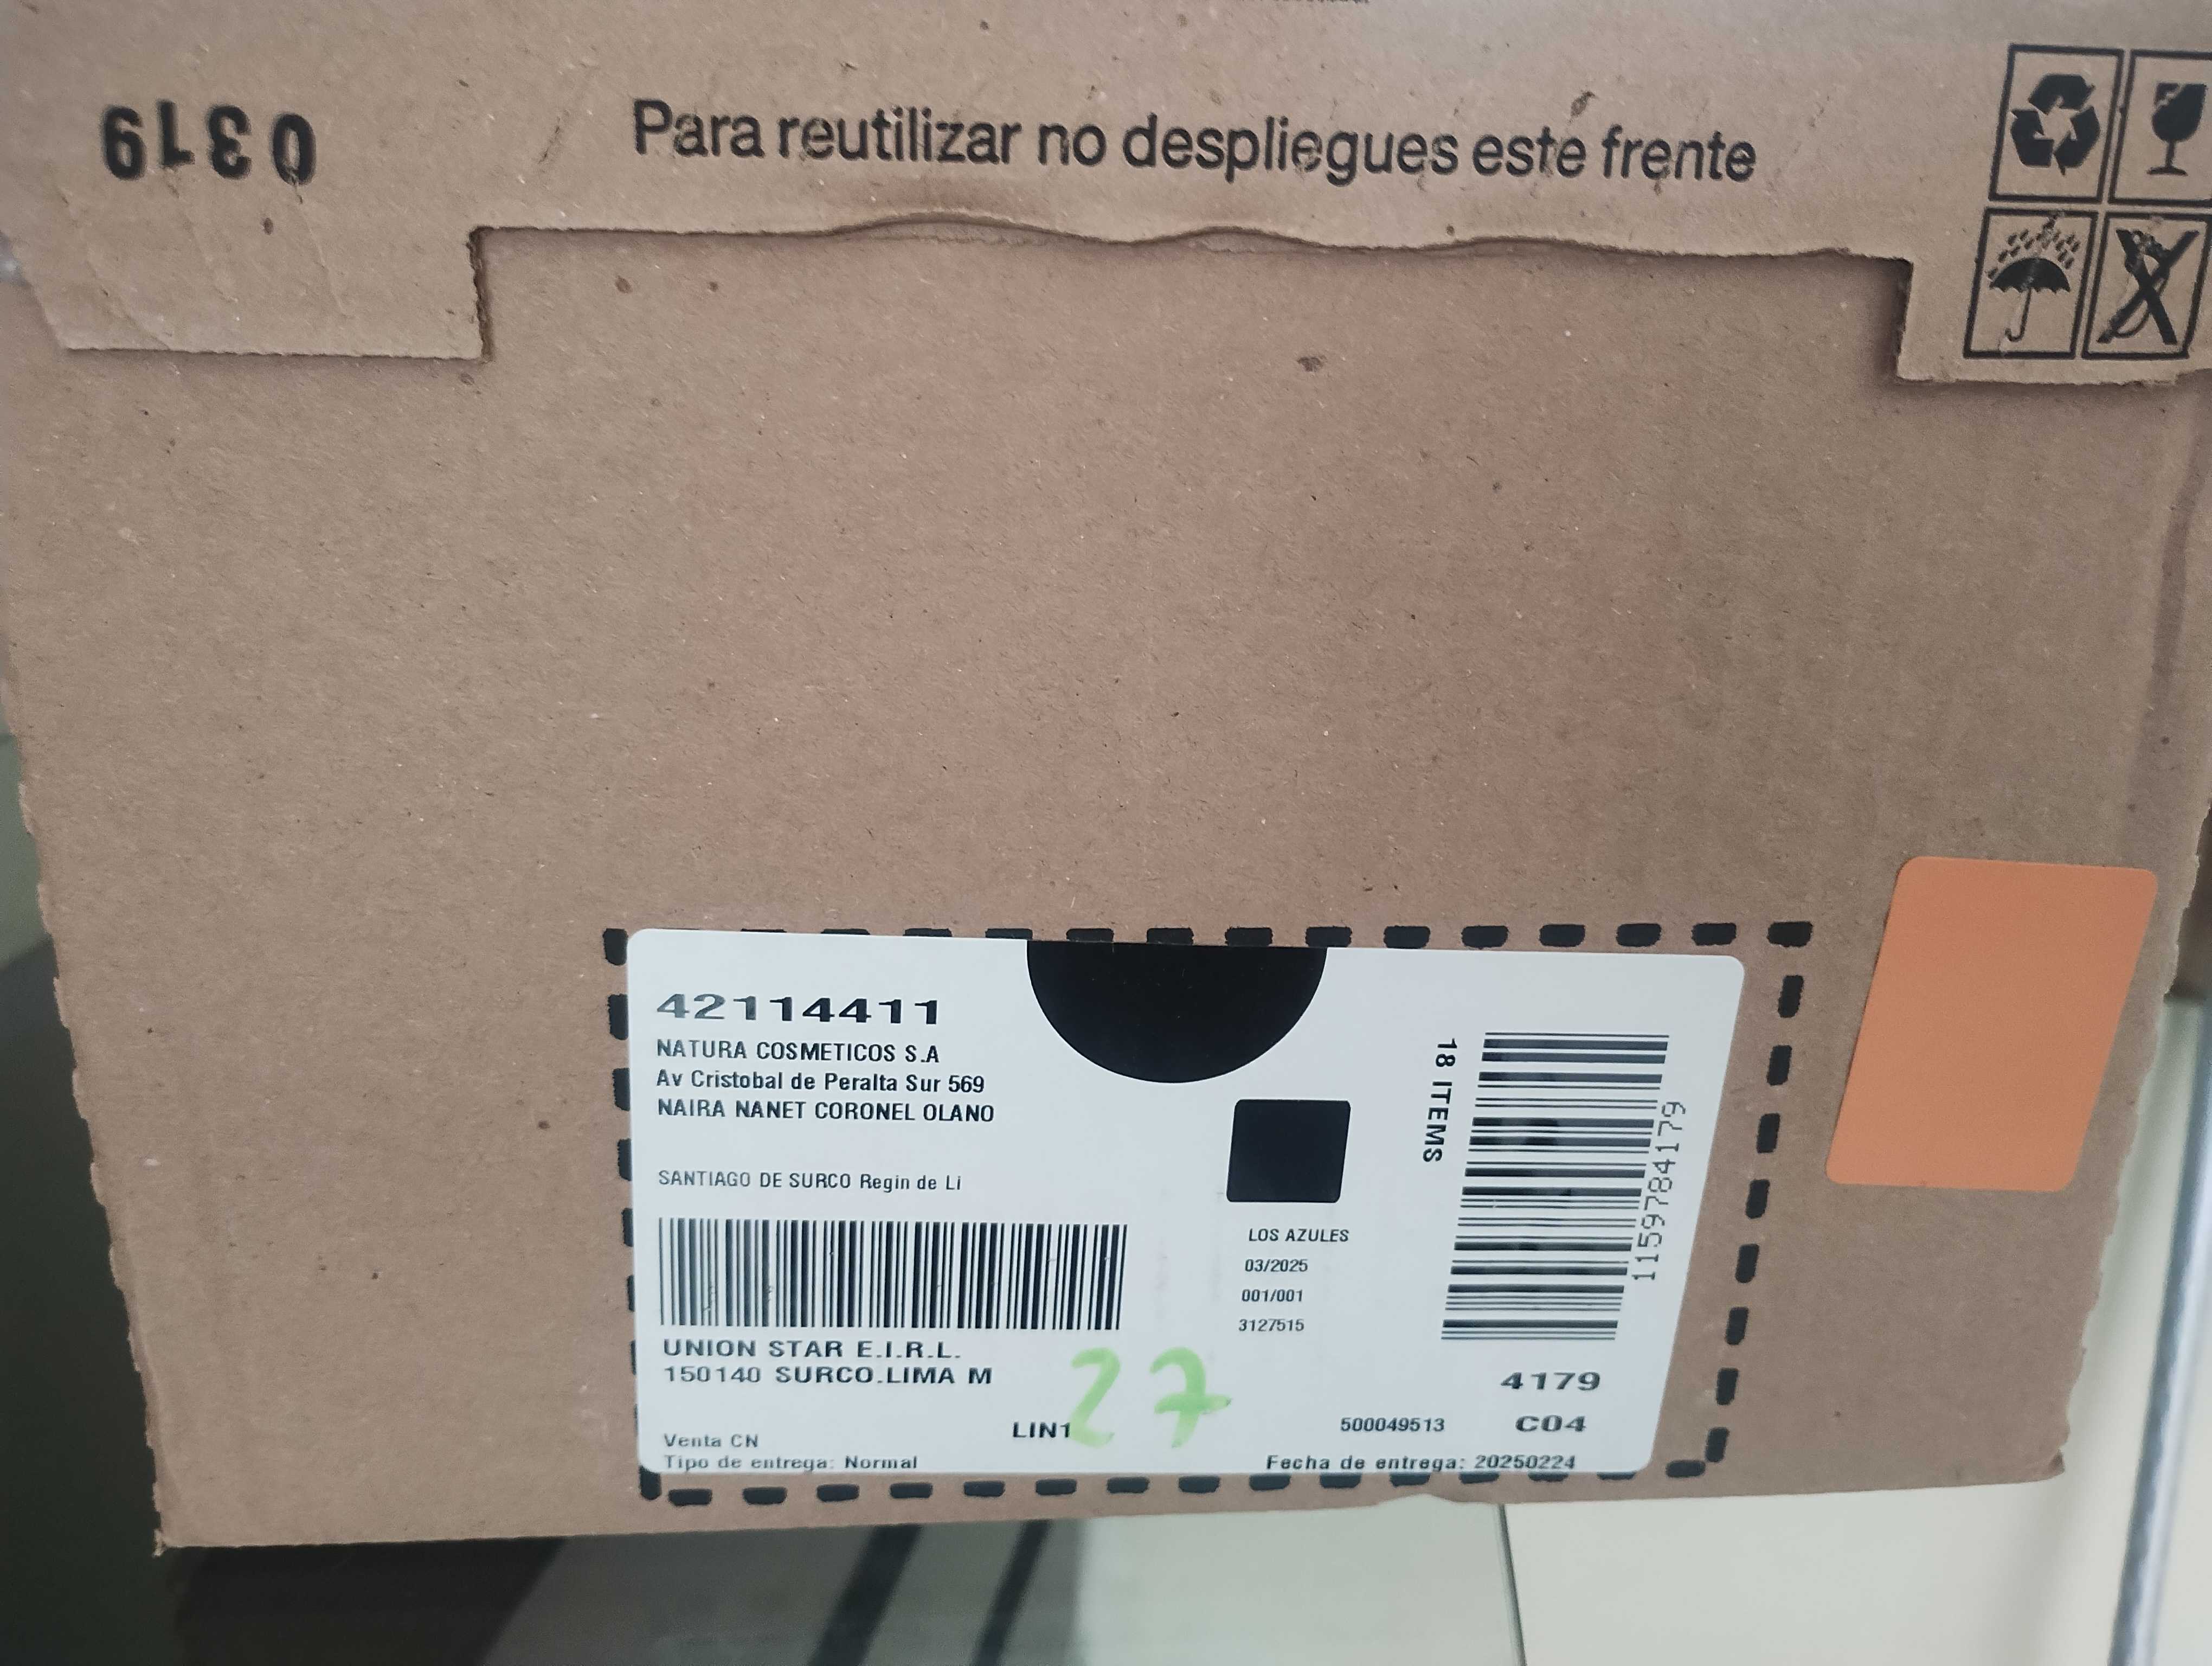 0319
Para reutilizar no despliegues este frente
42114411
NATURA COSMETICOS S.A
Av Cristobal de Peralta Sur 569
NAIRA NANET CORONEL OLANO
SANTIAGO DE SURCO Regin de Li
UNION STAR E.I.R.L.
150140 SURCO.LIMA M
Venta CN
Tipo de entrega: Normal
LIN1
27
LOS AZULES
03/2025
001/001
3127515
18 ITEMS
11597784179
4179
500049513
C04
Fecha de entrega: 20250224